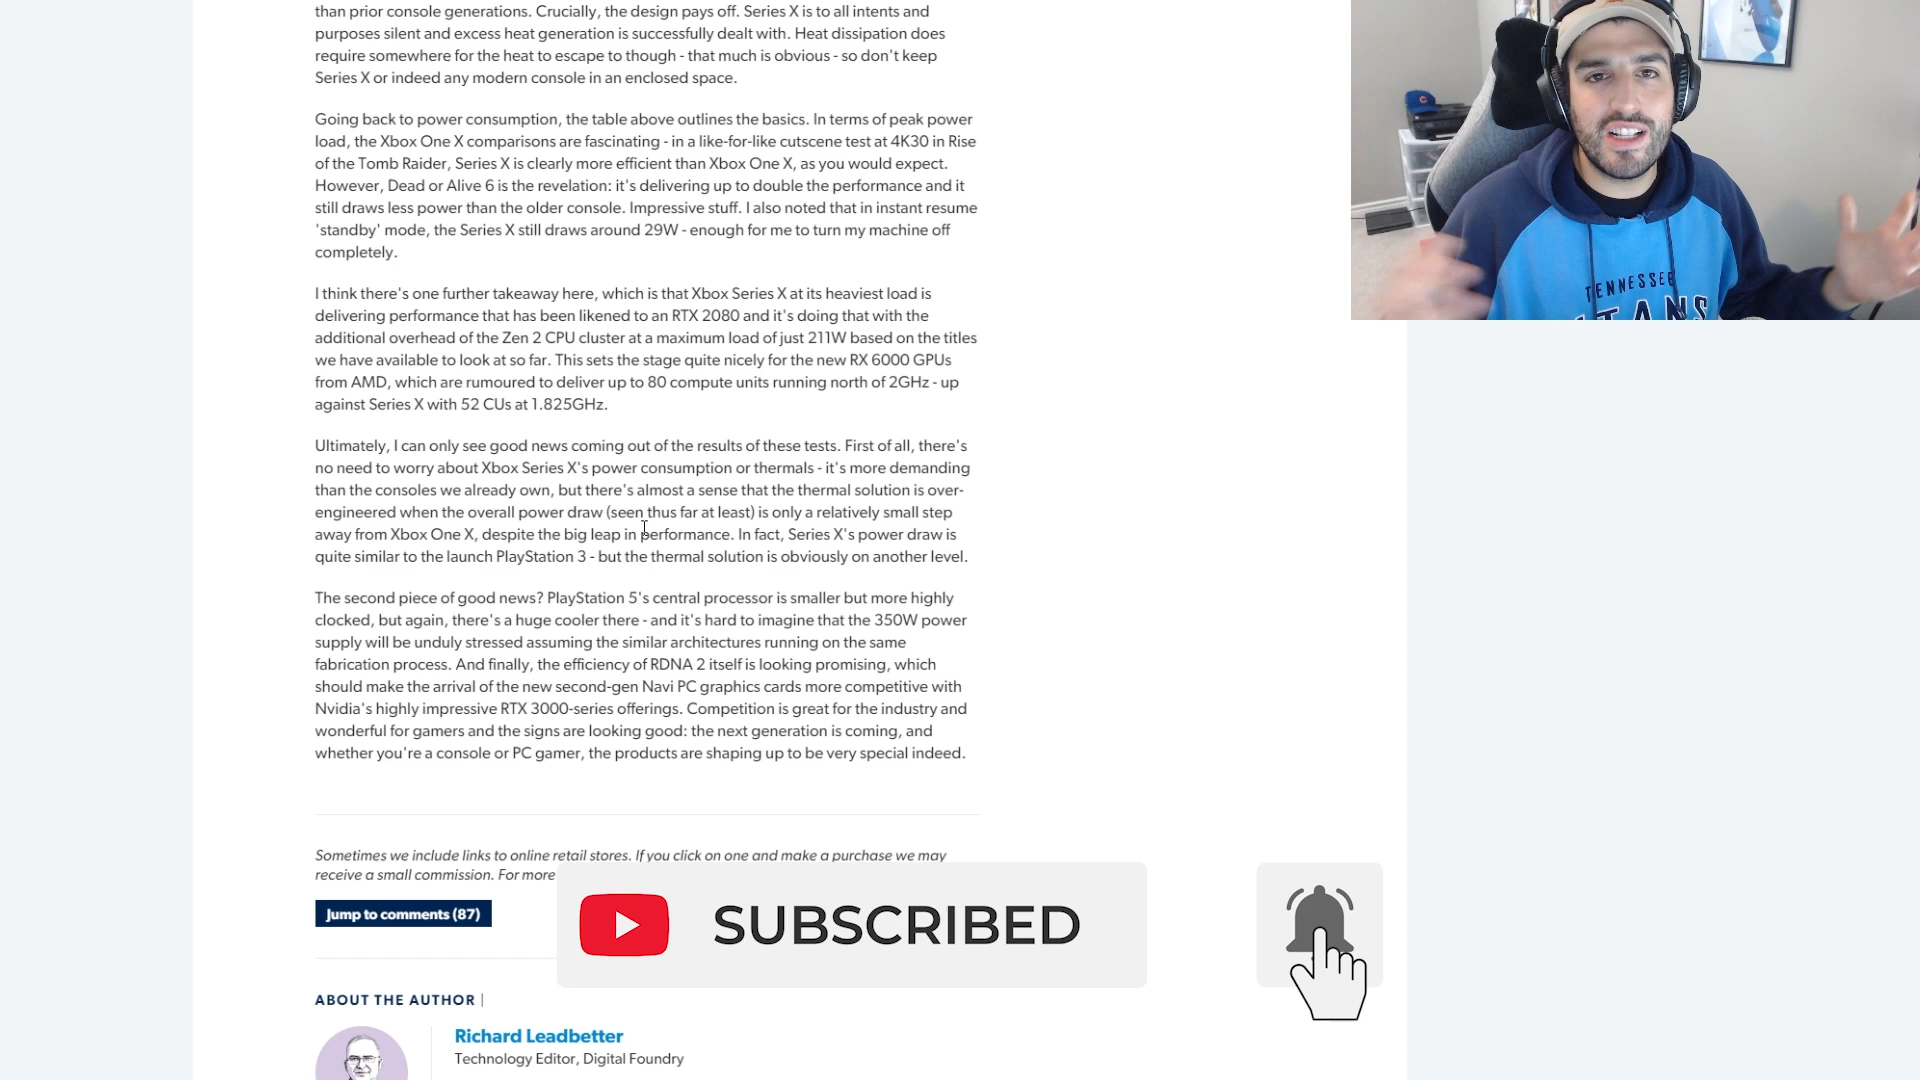 than prior console generations. Crucially, the design pays off. Series X is to all intents and
purposes silent and excess heat generation is successfully dealt with. Heat dissipation does
require somewhere for the heat to escape to though - that much is obvious - so don't keep
Series X or indeed any modern console in an enclosed space.
Going back to power consumption, the table above outlines the basics. In terms of peak power
load, the Xbox One X comparisons are fascinating - in a like-for-like cutscene test at 4K30 in Rise
of the Tomb Raider, Series X is clearly more efficient than Xbox One X, as you would expect.
However, Dead or Alive 6 is the revelation: it's delivering up to double the performance and it
still draws less power than the older console. Impressive stuff. I also noted that in instant resume
'standby' mode, the Series X still draws around 29W - enough for me to turn my machine off
completely.
I think there's one further takeaway here, which is that Xbox Series X at its heaviest load is
delivering performance that has been likened to an RTX 2080 and it's doing that with the
additional overhead of the Zen 2 CPU cluster at a maximum load of just 211W based on the titles
we have available to look at so far. This sets the stage quite nicely for the new RX 6000 GPUs
from AMD, which are rumoured to deliver up to 80 compute units running north of 2GHz - up
against Series X with 52 CUs at 1.825GHz.
Ultimately, I can only see good news coming out of the results of these tests. First of all, there's
no need to worry about Xbox Series X's power consumption or thermals - it's more demanding
than the consoles we already own, but there's almost a sense that the thermal solution is over-
engineered when the overall power draw (seen thus far at least) is only a relatively small step
away from Xbox One X, despite the big leap in performance. In fact, Series X's power draw is
quite similar to the launch PlayStation 3 - but the thermal solution is obviously on another level.
The second piece of good news? PlayStation 5's central processor is smaller but more highly
clocked, but again, there's a huge cooler there - and it's hard to imagine that the 350W power
supply will be unduly stressed assuming the similar architectures running on the same
fabrication process. And finally, the efficiency of RDNA 2 itself is looking promising, which
should make the arrival of the new second-gen Navi PC graphics cards more competitive with
Nvidia's highly impressive RTX 3000-series offerings. Competition is great for the industry and
wonderful for gamers and the signs are looking good: the next generation is coming, and
whether you're a console or PC gamer, the products are shaping up to be very special indeed.
Sometimes we include links to online retail stores. If you click on one and make a purchase we may
receive a small commission. For more
Jump to comments (87)
SUBSCRIBED
ABOUT THE AUTHOR |
Richard Leadbetter
Technology Editor, Digital Foundry
TENNESSEE
TITANS